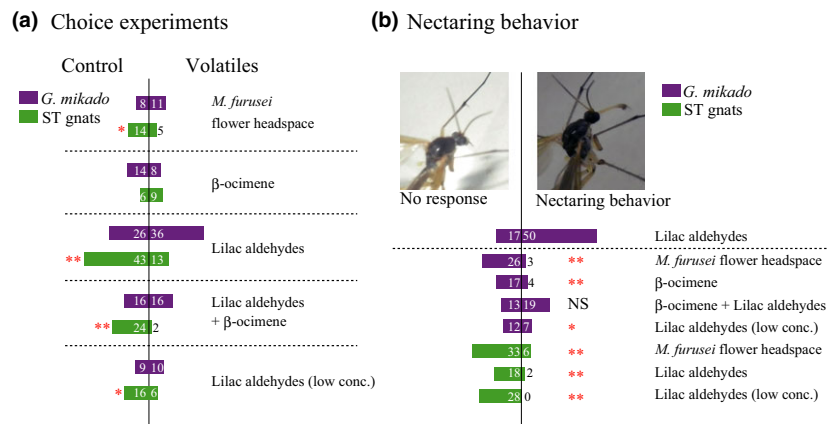 (a) Choice experiments
Control Volatiles
G. mikado
ST gnats
8 11 M. furusei
* 14 5 flower headspace
14 8
6 9 β-ocimene
26 36
** 43 13 Lilac aldehydes
16 16 Lilac aldehydes
** 24 2 + β-ocimene
9 10
* 16 6 Lilac aldehydes (low conc.)
(b) Nectaring behavior
G. mikado
ST gnats
No response Nectaring behavior
17 50 Lilac aldehydes
26 3 ** M. furusei flower headspace
17 4 ** β-ocimene
13 19 NS β-ocimene + Lilac aldehydes
12 7 * Lilac aldehydes (low conc.)
33 6 ** M. furusei flower headspace
18 2 ** Lilac aldehydes
28 0 ** Lilac aldehydes (low conc.)